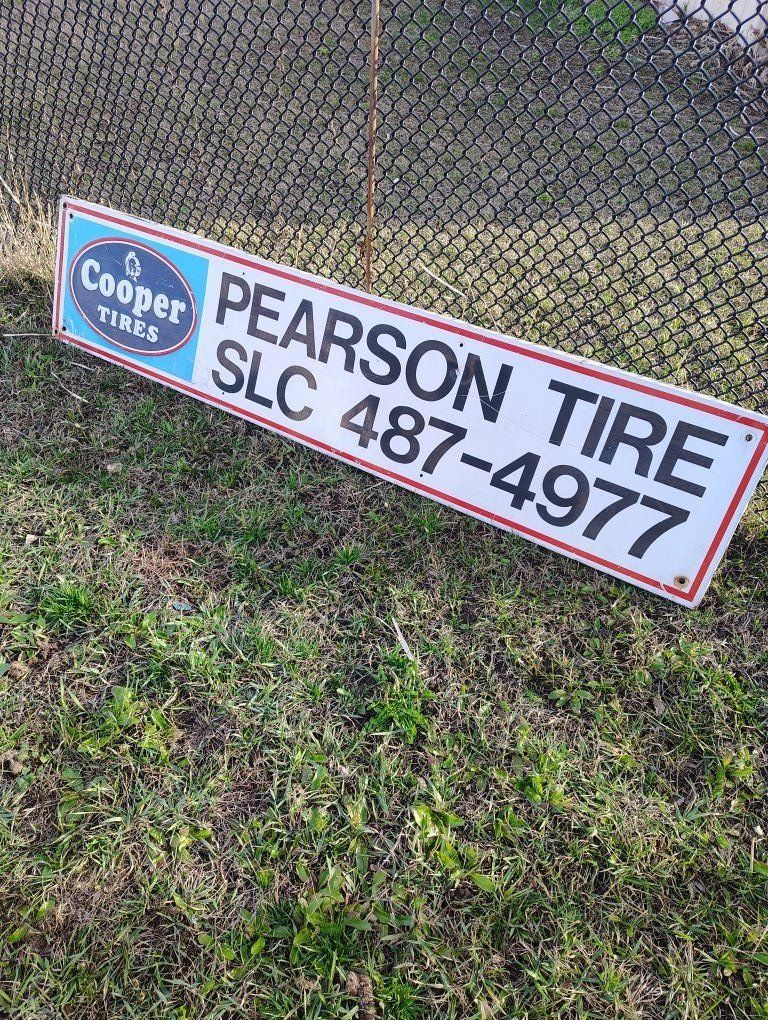 Cooper
TIRES
PEARSON TIRE
SLC 487-4977